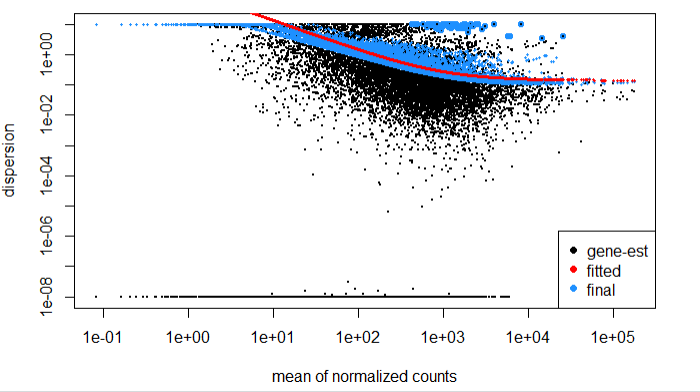 dispersion
1e+00
1e-02
1e-04
1e-06
1e-08
gene-est
fitted
final
1e-01 1e+00 1e+01 1e+02 1e+03 1e+04 1e+05
mean of normalized counts